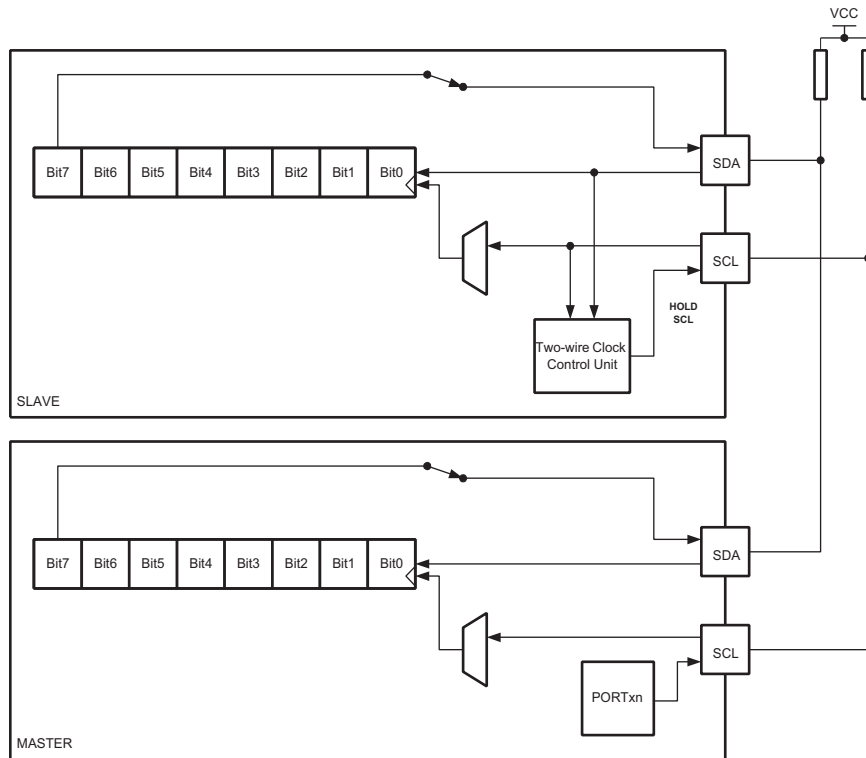 VCC
Bit7 Bit6 Bit5 Bit4 Bit3 Bit2 Bit1 Bit0
SDA
SCL
HOLD
SCL
Two-wire Clock
Control Unit
SLAVE
Bit7 Bit6 Bit5 Bit4 Bit3 Bit2 Bit1 Bit0
SDA
SCL
PORTxn
MASTER